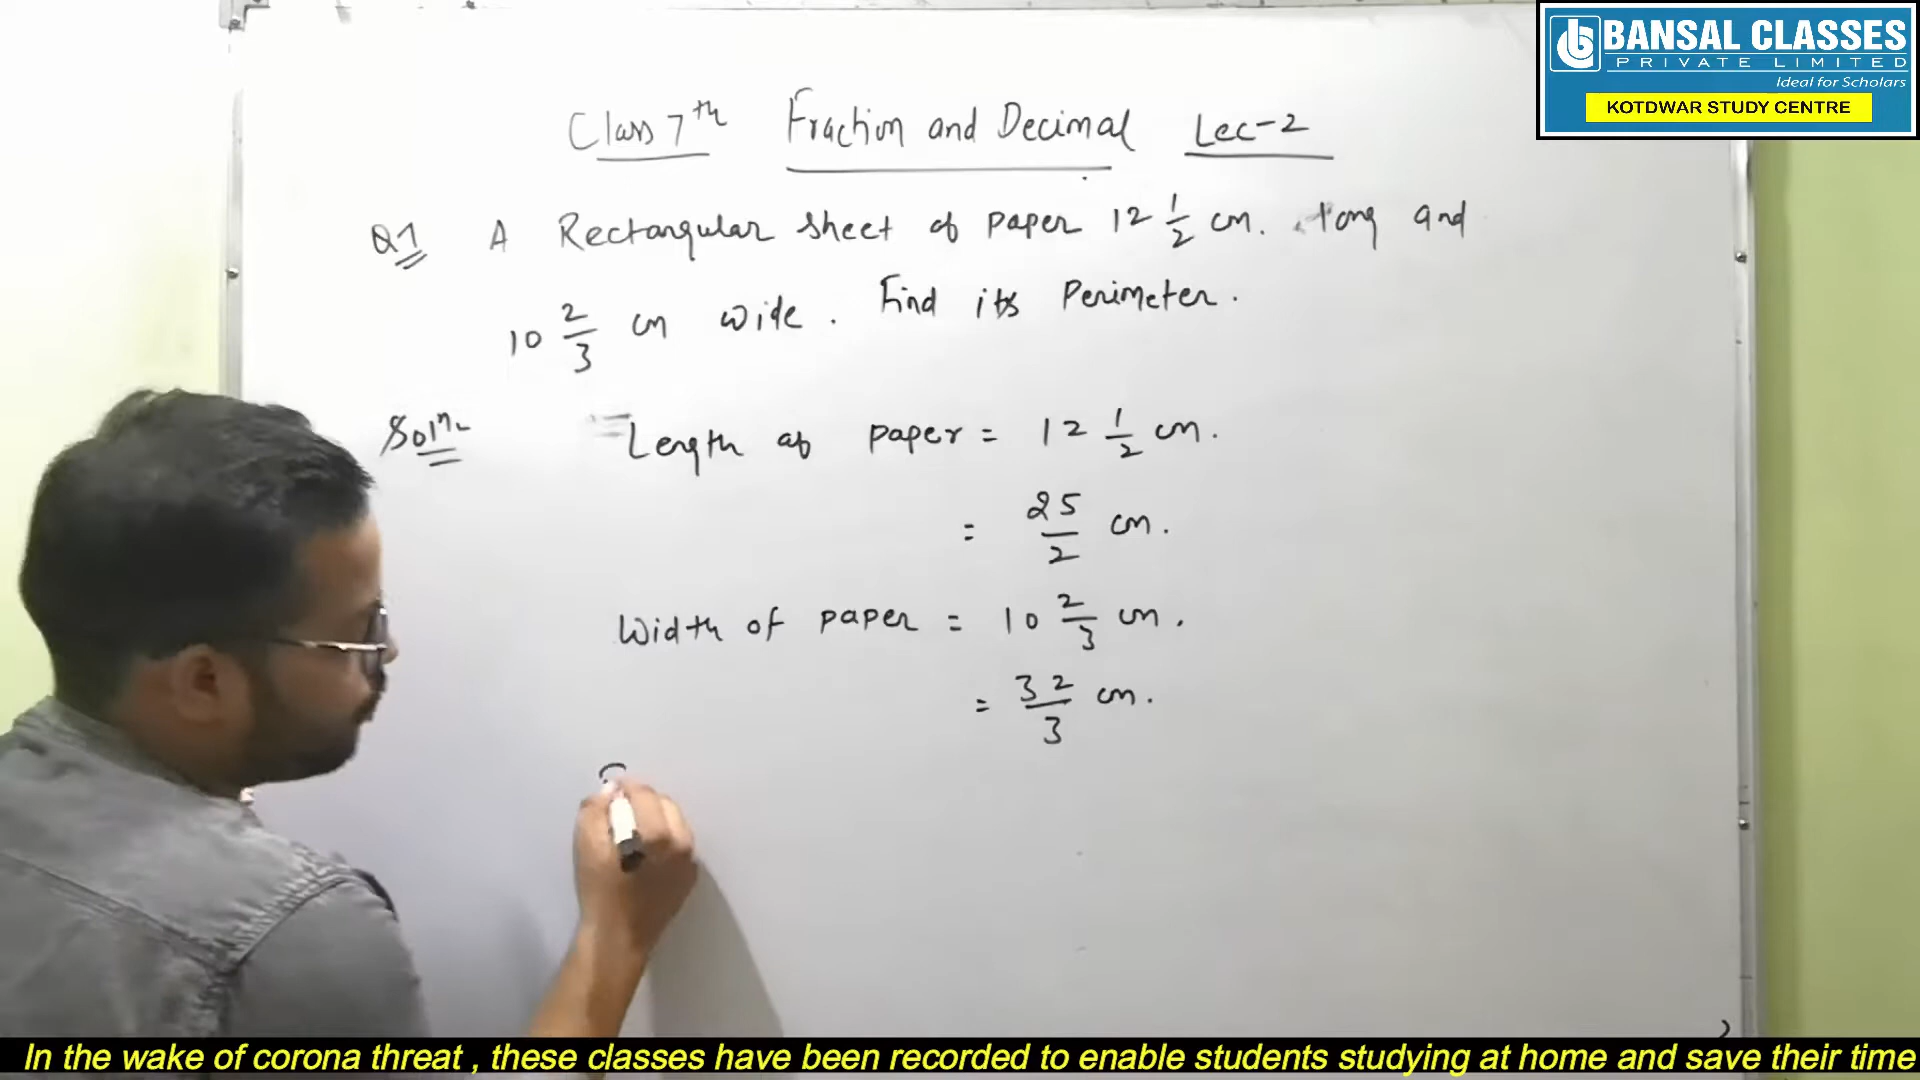 BANSAL CLASSES
PRIVATE LIMITED
Ideal for Scholars
KOTDWAR STUDY CENTRE
Class 7th Fraction and Decimal Lec-2
Q1 A Rectangular sheet of paper 12 1/2 cm. long and
10 2/3 cm wide. Find its Perimeter.
Soln. Length of paper = 12 1/2 cm.
= 25/2 cm.
Width of paper = 10 2/3 cm.
= 32/3 cm.
In the wake of corona threat , these classes have been recorded to enable students studying at home and save their time